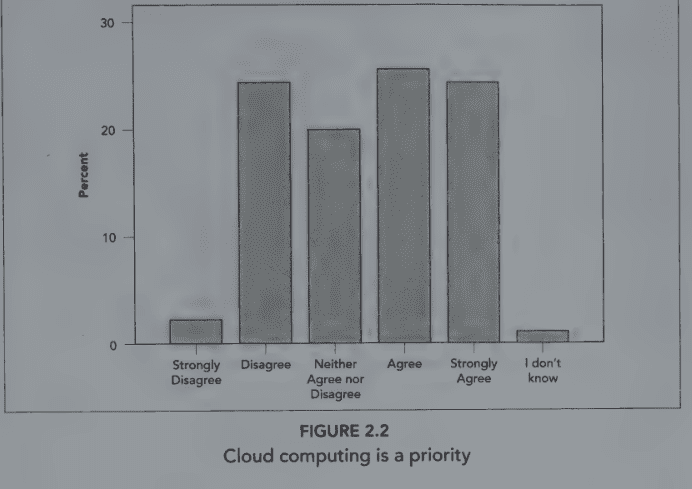 30
20
10
0
Percent
Strongly
Disagree
Disagree
Neither
Agree nor
Disagree
Agree
Strongly
Agree
I don't
know
FIGURE 2.2
Cloud computing is a priority